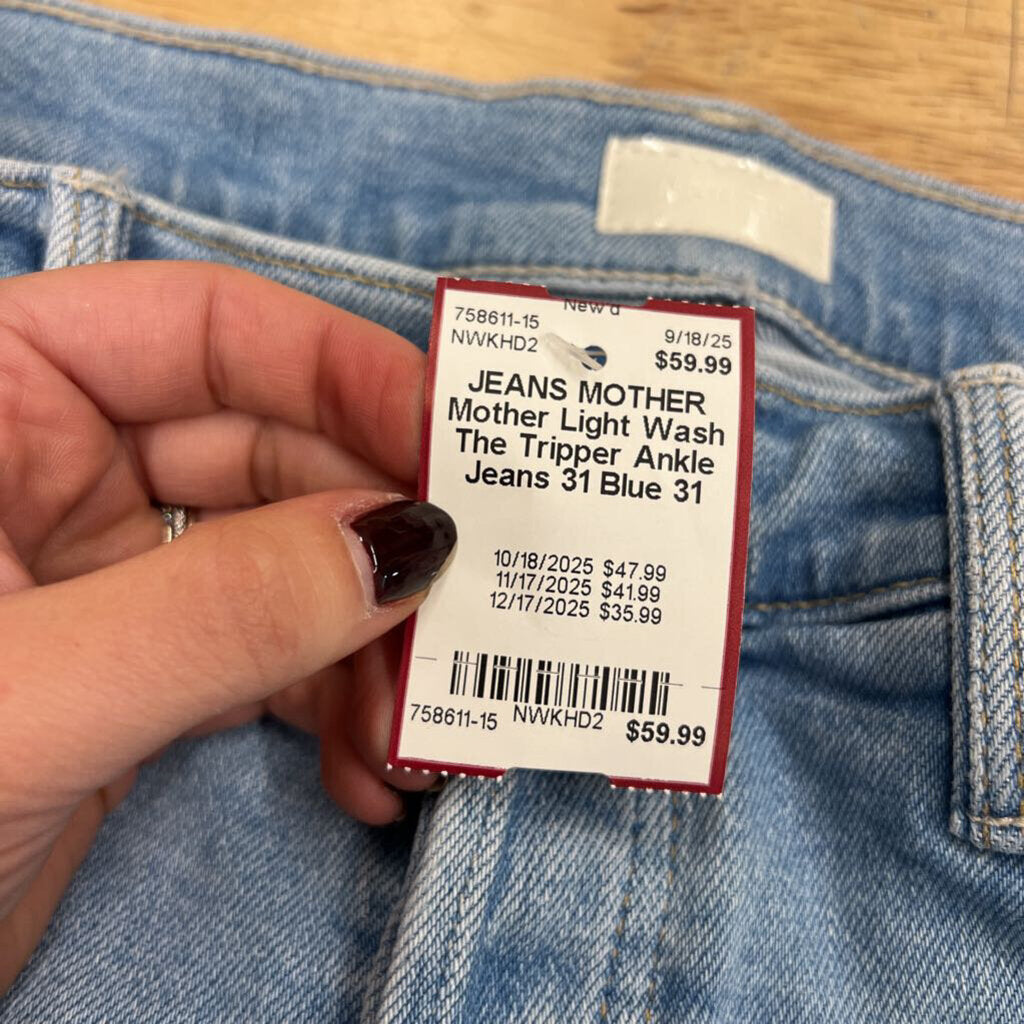 New'd
758611-15
9/18/25
NWKHD2
$59.99
JEANS MOTHER
Mother Light Wash
The Tripper Ankle
Jeans 31 Blue 31
10/18/2025 $47.99
11/17/2025 $41.99
12/17/2025 $35.99
758611-15 NWKHD2 $59.99